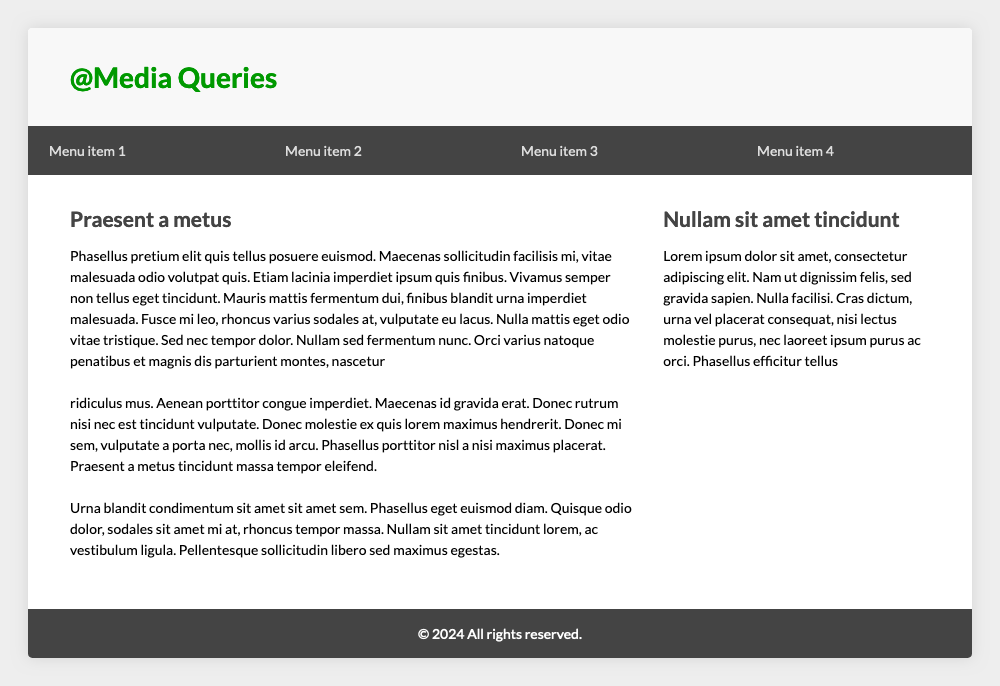 @Media Queries
Menu item 1
Menu item 2
Menu item 3
Menu item 4
Praesent a metus
Phasellus pretium elit quis tellus posuere euismod. Maecenas sollicitudin facilisis mi, vitae
malesuada odio volutpat quis. Etiam lacinia imperdiet ipsum quis finibus. Vivamus semper
non tellus eget tincidunt. Mauris mattis fermentum dui, finibus blandit urna imperdiet
malesuada. Fusce mi leo, rhoncus varius sodales at, vulputate eu lacus. Nulla mattis eget odio
vitae tristique. Sed nec tempor dolor. Nullam sed fermentum nunc. Orci varius natoque
penatibus et magnis dis parturient montes, nascetur
ridiculus mus. Aenean porttitor congue imperdiet. Maecenas id gravida erat. Donec rutrum
nisi nec est tincidunt vulputate. Donec molestie ex quis lorem maximus hendrerit. Donec mi
sem, vulputate a porta nec, mollis id arcu. Phasellus porttitor nisl a nisi maximus placerat.
Praesent a metus tincidunt massa tempor eleifend.
Urna blandit condimentum sit amet sit amet sem. Phasellus eget euismod diam. Quisque odio
dolor, sodales sit amet mi at, rhoncus tempor massa. Nullam sit amet tincidunt lorem, ac
vestibulum ligula. Pellentesque sollicitudin libero sed maximus egestas.
Nullam sit amet tincidunt
Lorem ipsum dolor sit amet, consectetur
adipiscing elit. Nam ut dignissim felis, sed
gravida sapien. Nulla facilisi. Cras dictum,
urna vel placerat consequat, nisi lectus
molestie purus, nec laoreet ipsum purus ac
orci. Phasellus efficitur tellus
© 2024 All rights reserved.